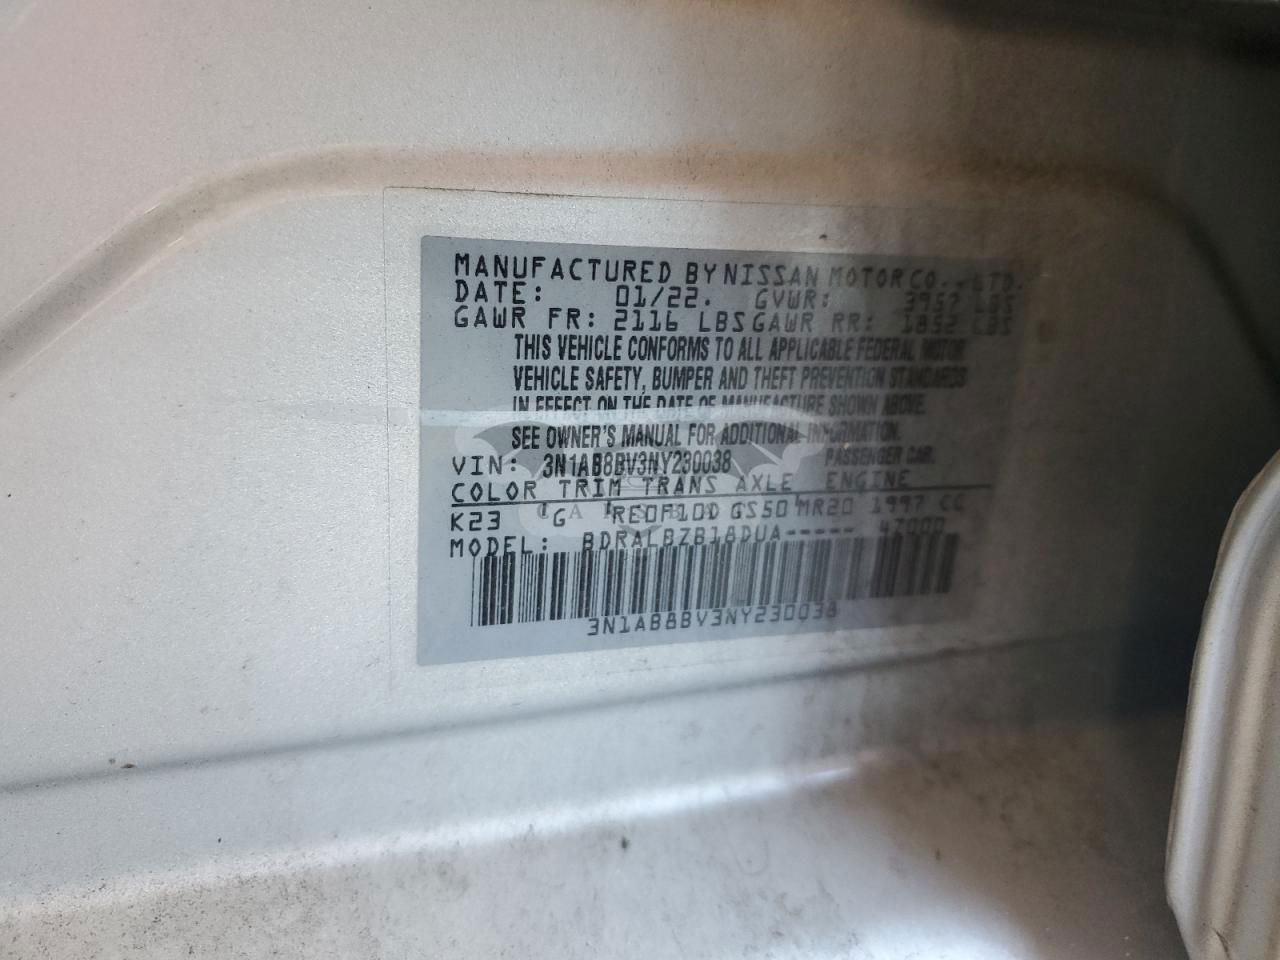 MANUFACTURED BY NISSAN MOTOR CO., LTD.
DATE: 01/22. GVWR: 3957 LBS
GAWR FR: 2116 LBS GAWR RR: 1852 LBS
THIS VEHICLE CONFORMS TO ALL APPLICABLE FEDERAL MOTOR
VEHICLE SAFETY, BUMPER AND THEFT PREVENTION STANDARDS
IN EFFECT ON THE DATE OF MANUFACTURE SHOWN ABOVE.
SEE OWNER'S MANUAL FOR ADDITIONAL INFORMATION.
VIN: 3N1AB8BV3NY230038 PASSENGER CAR.
COLOR TRIM TRANS AXLE ENGINE
K23 G RE0F10D GS50 MR20 1997 CC
MODEL: BDRALBZB18DUA----- 4Z000
3N1AB8BV3NY230038